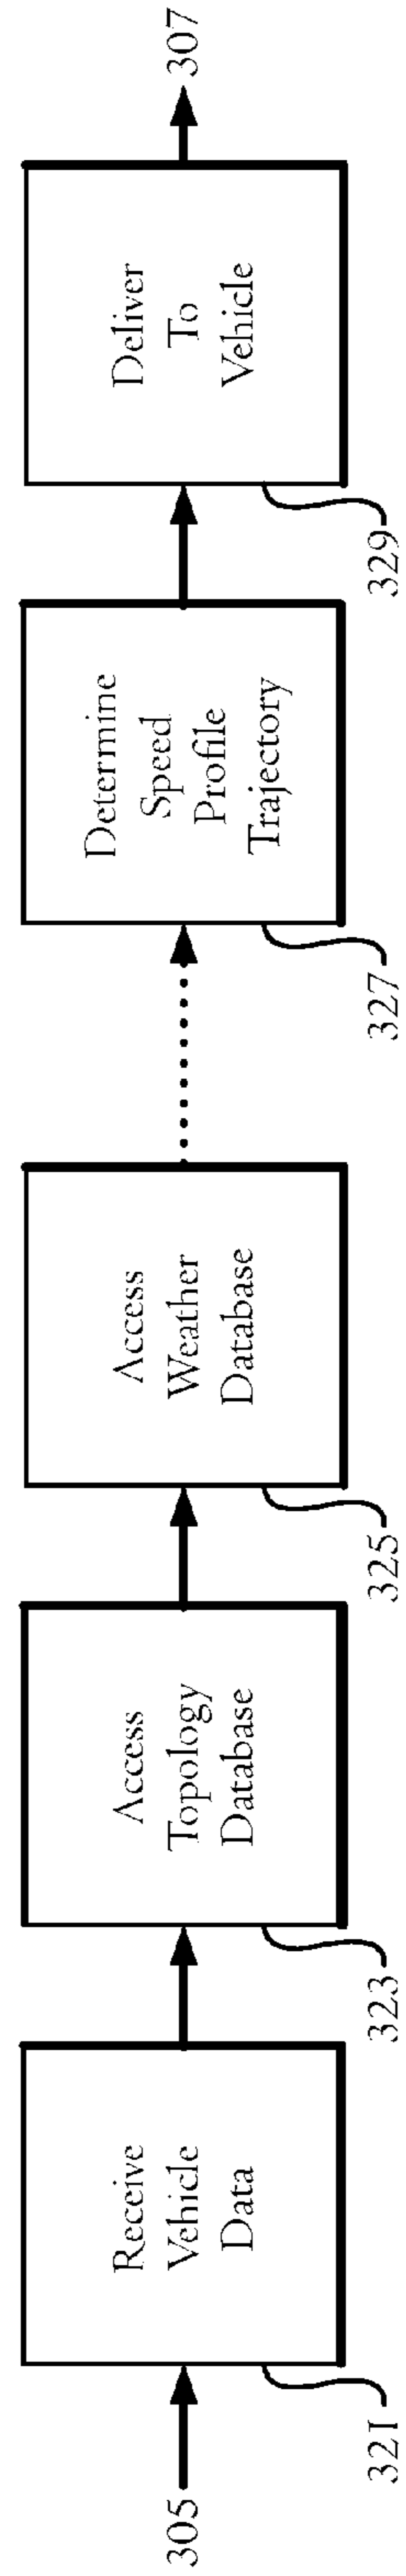 305
Receive
Vehicle
Data
321
Access
Topology
Database
323
Access
Weather
Database
325
Determine
Speed
Profile
Trajectory
327
Deliver
To
Vehicle
329
307